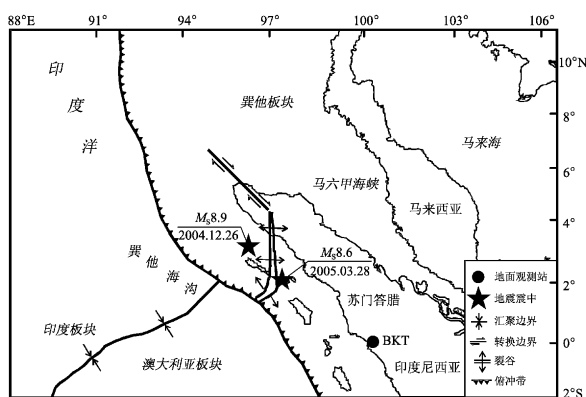 88°E 91° 94° 97° 100° 103° 106°
10°N
8°
6°
4°
2°
0°
2°S
印度洋
巽他板块
马来海
马六甲海峡
马来西亚
MS8.9
2004.12.26
MS8.6
2005.03.28
巽他海沟
苏门答腊
印度板块
澳大利亚板块
BKT
印度尼西亚
地面观测站
地震震中
汇聚边界
转换边界
裂谷
俯冲带